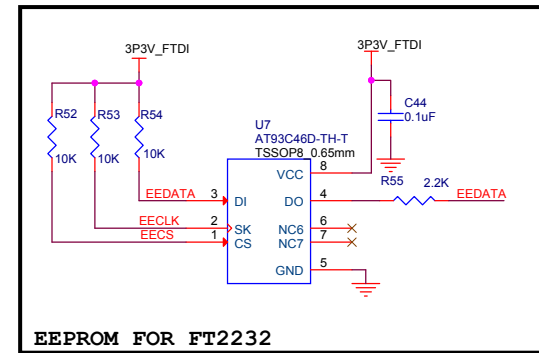 3P3V_FTDI
3P3V_FTDI
R52
R53
R54
10K
10K
10K
C44
0.1uF
U7
AT93C46D-TH-T
TSSOP8_0.65mm
EEDATA 3 DI
EECLK 2 SK
EECS 1 CS
VCC 8
DO 4
R55 2.2K
EEDATA
NC6 6
NC7 7
GND 5
EEPROM FOR FT2232